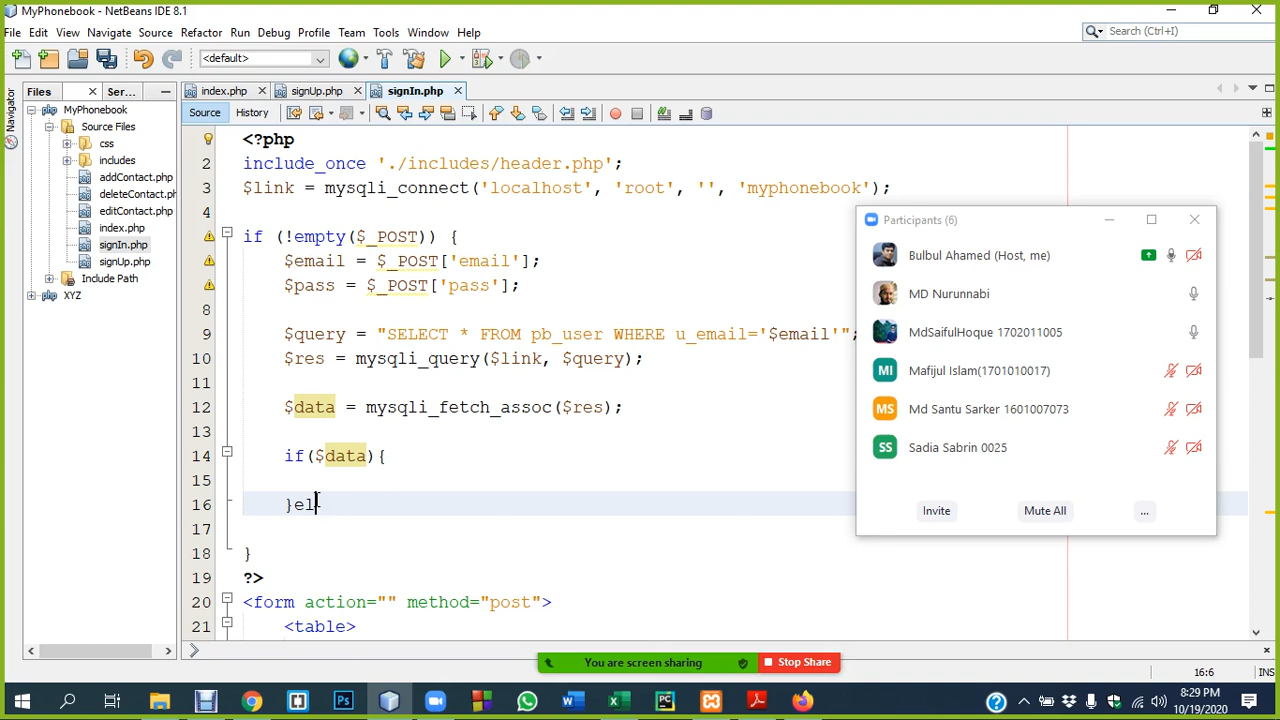 MyPhonebook - NetBeans IDE 8.1
File Edit View Navigate Source Refactor Run Debug Profile Team Tools Window Help
Search (Ctrl+I)
<default>
Files
Ser...
index.php
signUp.php
signIn.php
Navigator
Source
History
MyPhonebook
Source Files
css
includes
addContact.php
deleteContact.ph
editContact.php
index.php
signIn.php
signUp.php
Include Path
XYZ
<?php
2 include_once './includes/header.php';
3 $link = mysqli_connect('localhost', 'root', '', 'myphonebook');
4
if (!empty($_POST)) {
$email = $_POST['email'];
$pass = $_POST['pass'];
8
9 $query = "SELECT * FROM pb_user WHERE u_email='$email'";
10 $res = mysqli_query($link, $query);
11
12 $data = mysqli_fetch_assoc($res);
13
14 if($data){
15
16 }el
17
18 }
19 ?>
20 <form action="" method="post">
21 <table>
Participants (6)
Bulbul Ahamed (Host, me)
MD Nurunnabi
MdSaifulHoque 1702011005
MI Mafijul Islam(1701010017)
MS Md Santu Sarker 1601007073
SS Sadia Sabrin 0025
Invite
Mute All
...
You are screen sharing
Stop Share
16:6
INS
8:29 PM
10/19/2020